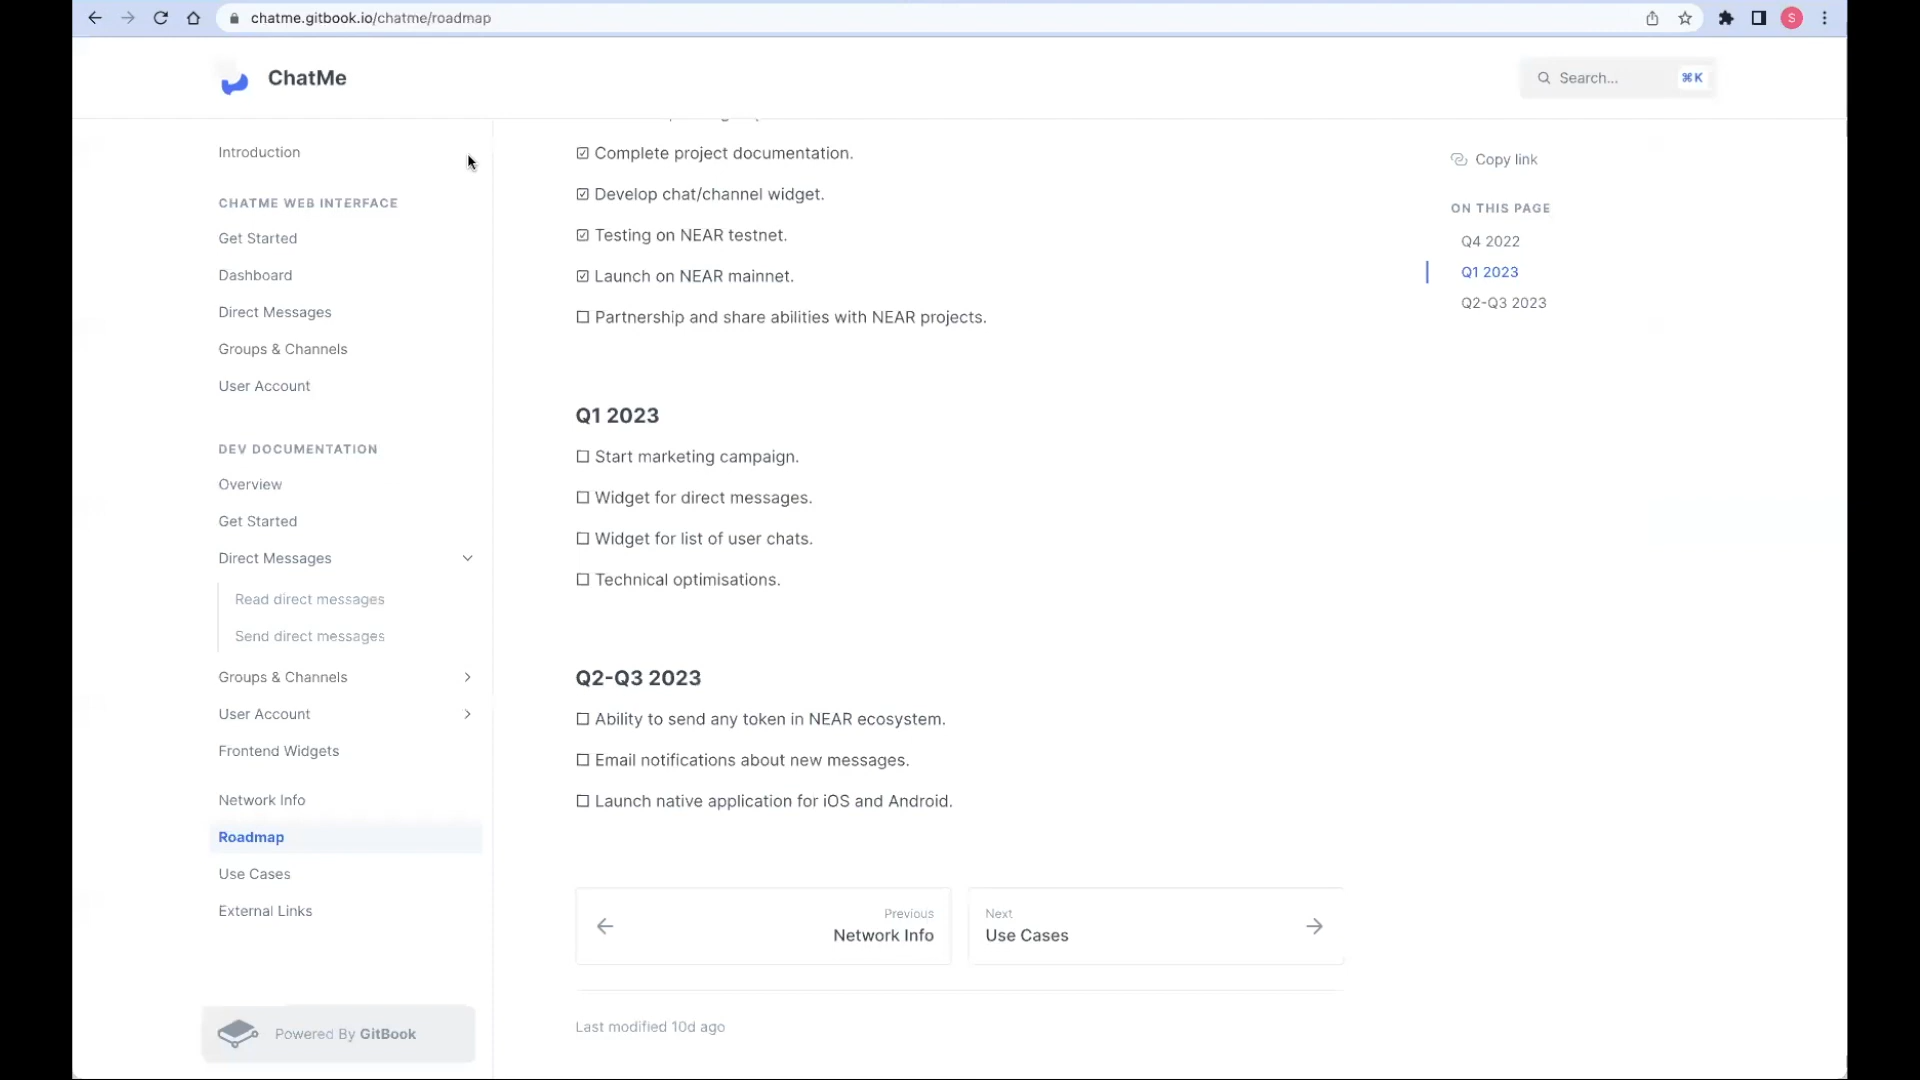 chatme.gitbook.io/chatme/roadmap
S
ChatMe
Search...
⌘K
Introduction
CHATME WEB INTERFACE
Get Started
Dashboard
Direct Messages
Groups & Channels
User Account
DEV DOCUMENTATION
Overview
Get Started
Direct Messages
Read direct messages
Send direct messages
Groups & Channels
User Account
Frontend Widgets
Network Info
Roadmap
Use Cases
External Links
Powered By GitBook
Complete project documentation.
Develop chat/channel widget.
Testing on NEAR testnet.
Launch on NEAR mainnet.
Partnership and share abilities with NEAR projects.
Q1 2023
Start marketing campaign.
Widget for direct messages.
Widget for list of user chats.
Technical optimisations.
Q2-Q3 2023
Ability to send any token in NEAR ecosystem.
Email notifications about new messages.
Launch native application for iOS and Android.
Previous
Network Info
Next
Use Cases
Last modified 10d ago
Copy link
ON THIS PAGE
Q4 2022
Q1 2023
Q2-Q3 2023